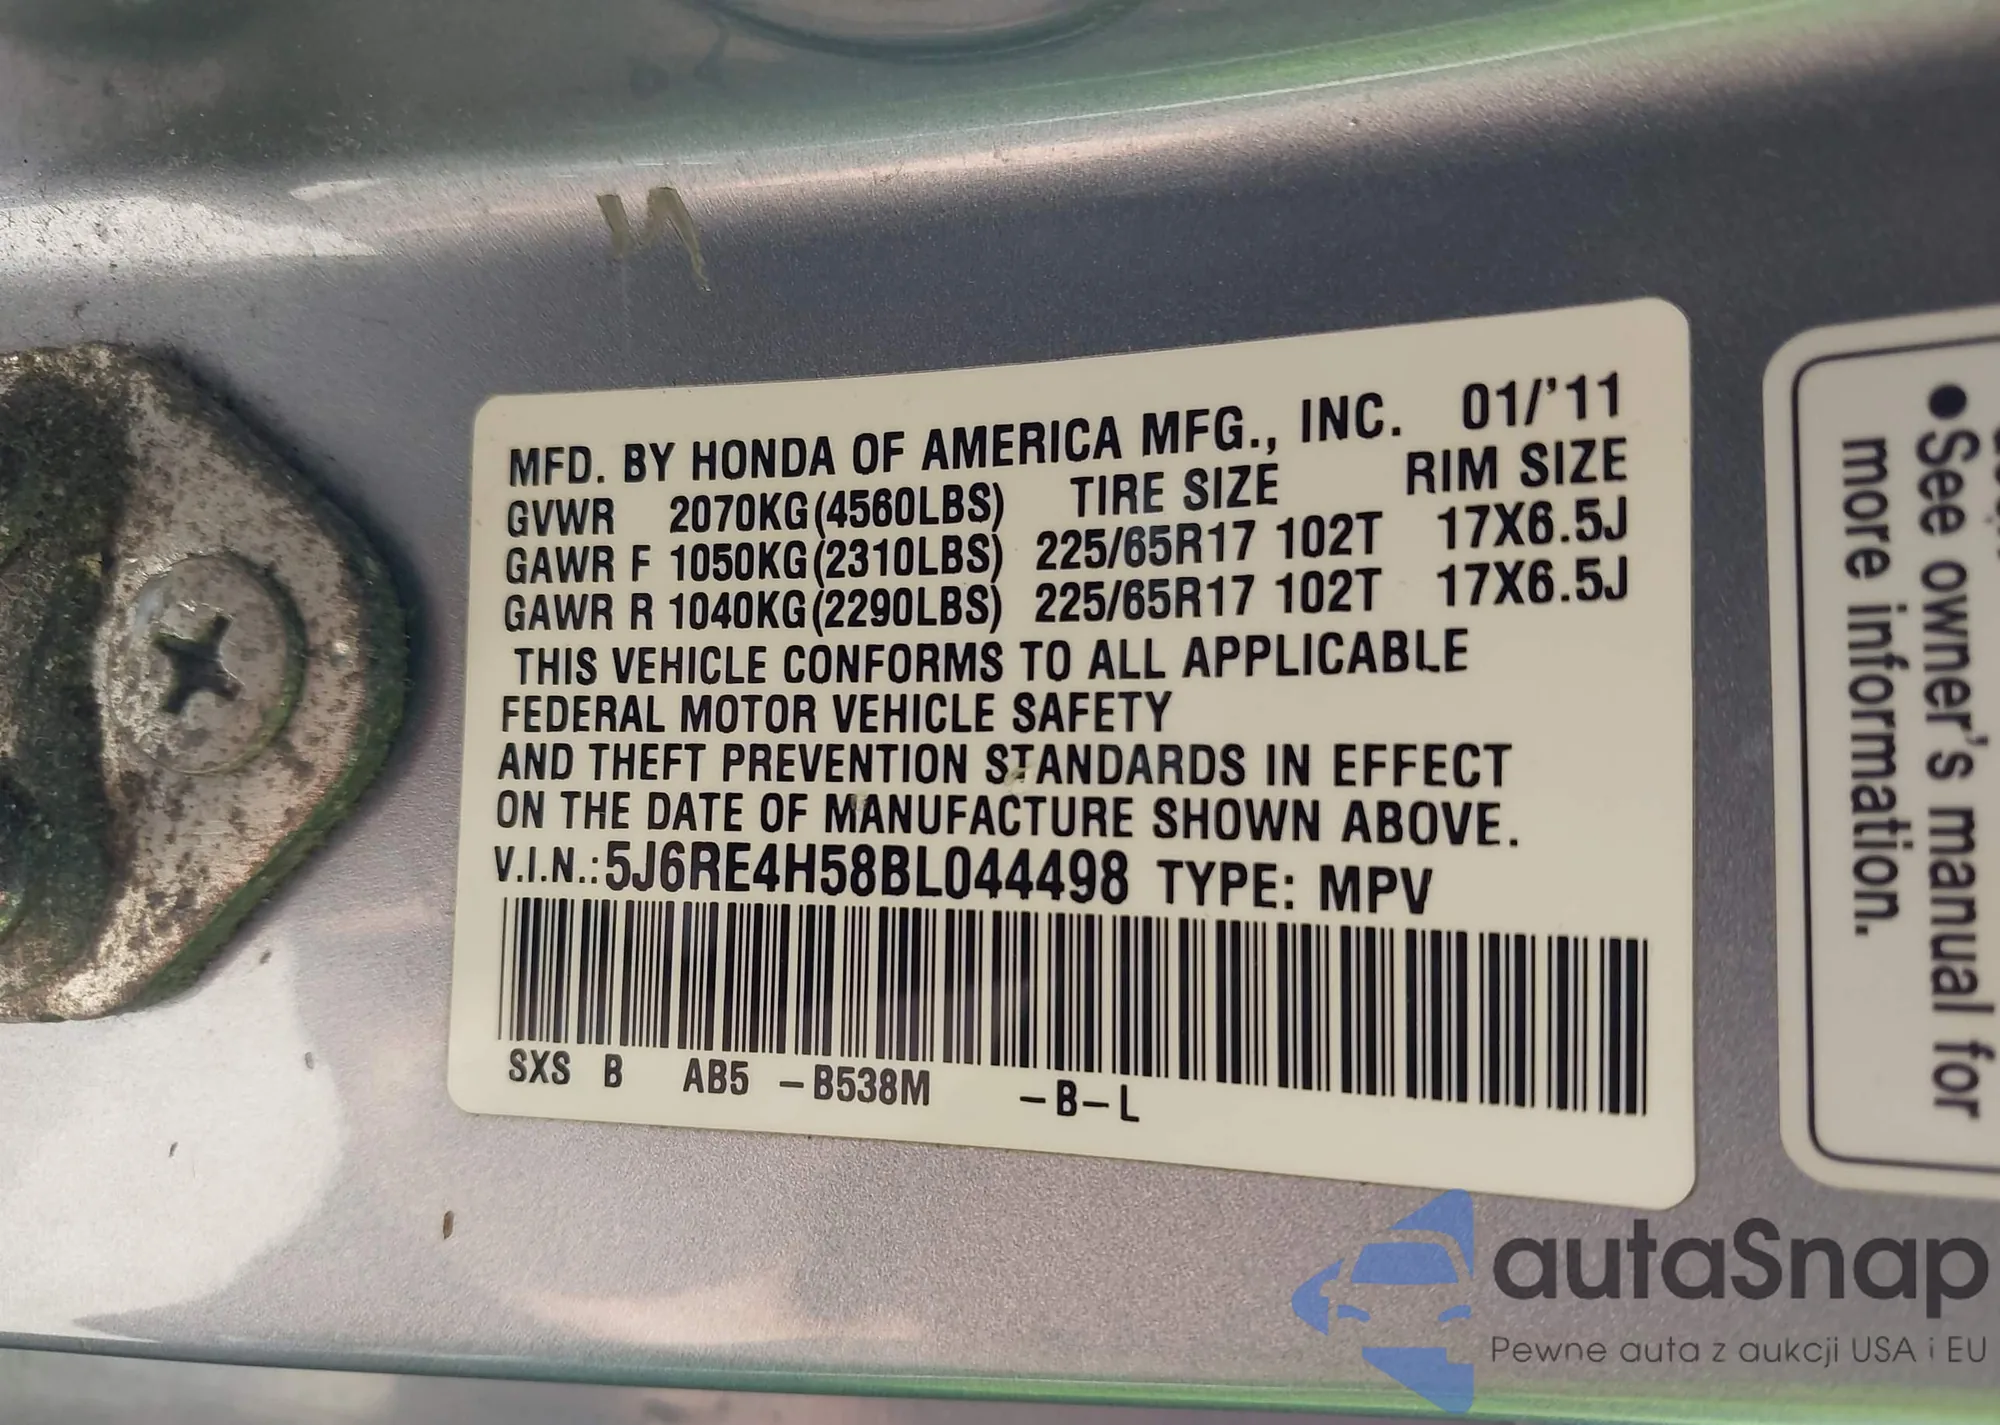 MFD. BY HONDA OF AMERICA MFG., INC. 01/'11
GVWR 2070KG(4560LBS) TIRE SIZE RIM SIZE
GAWR F 1050KG(2310LBS) 225/65R17 102T 17X6.5J
GAWR R 1040KG(2290LBS) 225/65R17 102T 17X6.5J
THIS VEHICLE CONFORMS TO ALL APPLICABLE
FEDERAL MOTOR VEHICLE SAFETY
AND THEFT PREVENTION STANDARDS IN EFFECT
ON THE DATE OF MANUFACTURE SHOWN ABOVE.
V.I.N.:5J6RE4H58BL044498 TYPE: MPV
SXS B AB5 -B538M -B-L
●See owner's manual for
more information.
autaSnap
Pewne auta z aukcji USA i EU